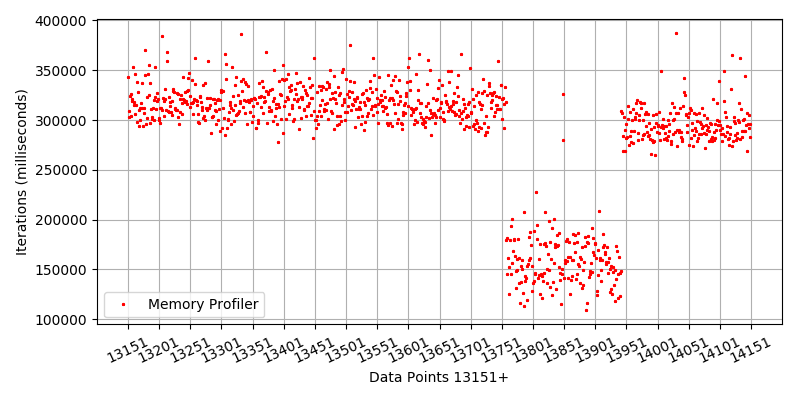 400000
350000
300000
250000
200000
150000
100000
Iterations (milliseconds)
Memory Profiler
13151 13201 13251 13301 13351 13401 13451 13501 13551 13601 13651 13701 13751 13801 13851 13901 13951 14001 14051 14101 14151
Data Points 13151+